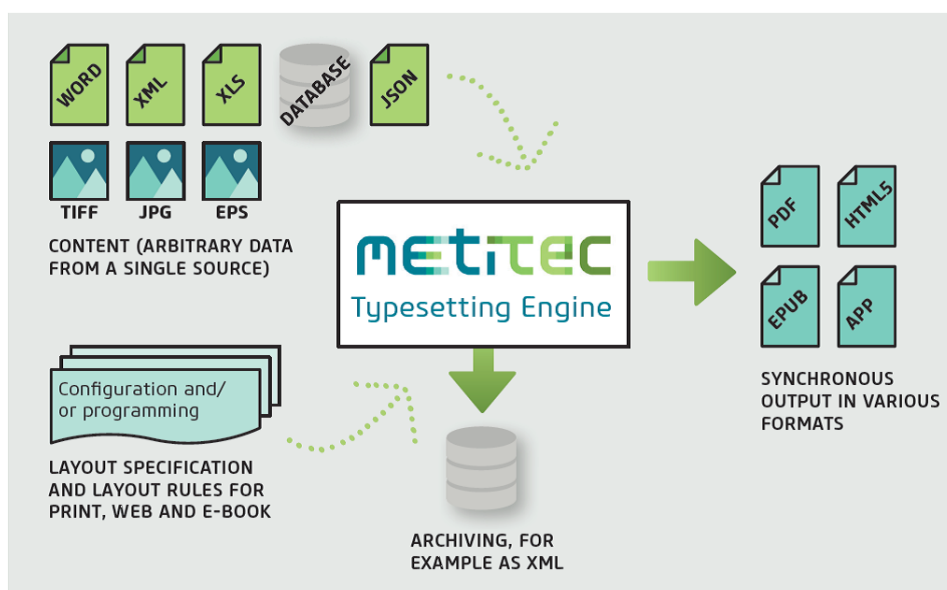 WORD
XML
XLS
DATABASE
JSON
TIFF
JPG
EPS
CONTENT (ARBITRARY DATA
FROM A SINGLE SOURCE)
metitec
Typesetting Engine
PDF
HTML5
EPUB
APP
SYNCHRONOUS
OUTPUT IN VARIOUS
FORMATS
Configuration and/
or programming
LAYOUT SPECIFICATION
AND LAYOUT RULES FOR
PRINT, WEB AND E-BOOK
ARCHIVING, FOR
EXAMPLE AS XML